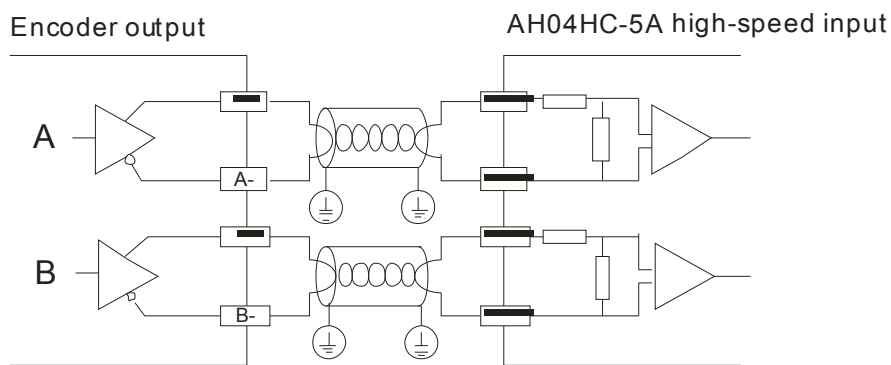 Encoder output
AH04HC-5A high-speed input
A
A-
B
B-